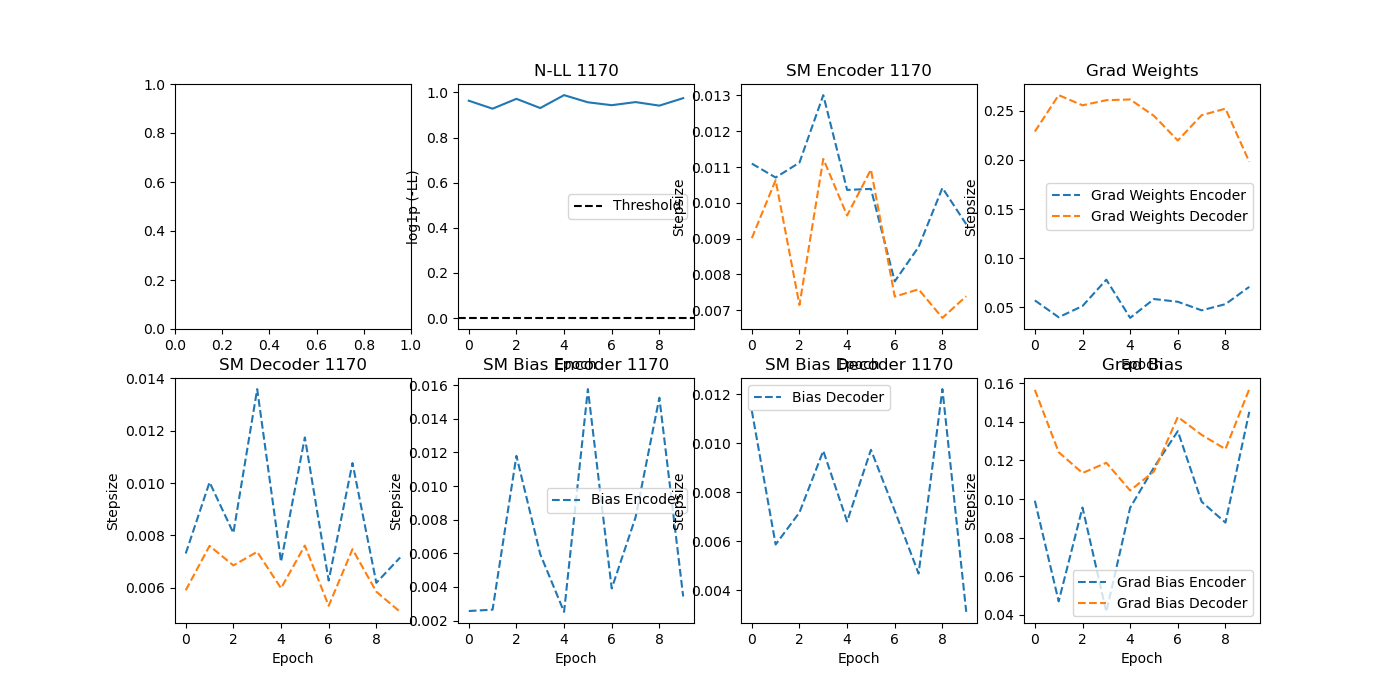 N-LL 1170
SM Encoder 1170
Grad Weights
1.0
0.8
0.6
0.4
0.2
0.0
0.0 0.2 0.4 0.6 0.8 1.0
log1p (-LL)
1.0
0.8
0.6
0.4
0.2
0.0
Threshold
0 2 4 6 8
Epoch
Stepsize
0.013
0.012
0.011
0.010
0.009
0.008
0.007
0 2 4 6 8
Epoch
Stepsize
0.25
0.20
0.15
0.10
0.05
Grad Weights Encoder
Grad Weights Decoder
0 2 4 6 8
Epoch
SM Decoder 1170
SM Bias Encoder 1170
SM Bias Decoder 1170
Grad Bias
Stepsize
0.014
0.012
0.010
0.008
0.006
0 2 4 6 8
Epoch
Stepsize
0.016
0.014
0.012
0.010
0.008
0.006
0.004
0.002
Bias Encoder
0 2 4 6 8
Epoch
Stepsize
0.012
0.010
0.008
0.006
0.004
Bias Decoder
0 2 4 6 8
Epoch
Stepsize
0.16
0.14
0.12
0.10
0.08
0.06
0.04
Grad Bias Encoder
Grad Bias Decoder
0 2 4 6 8
Epoch